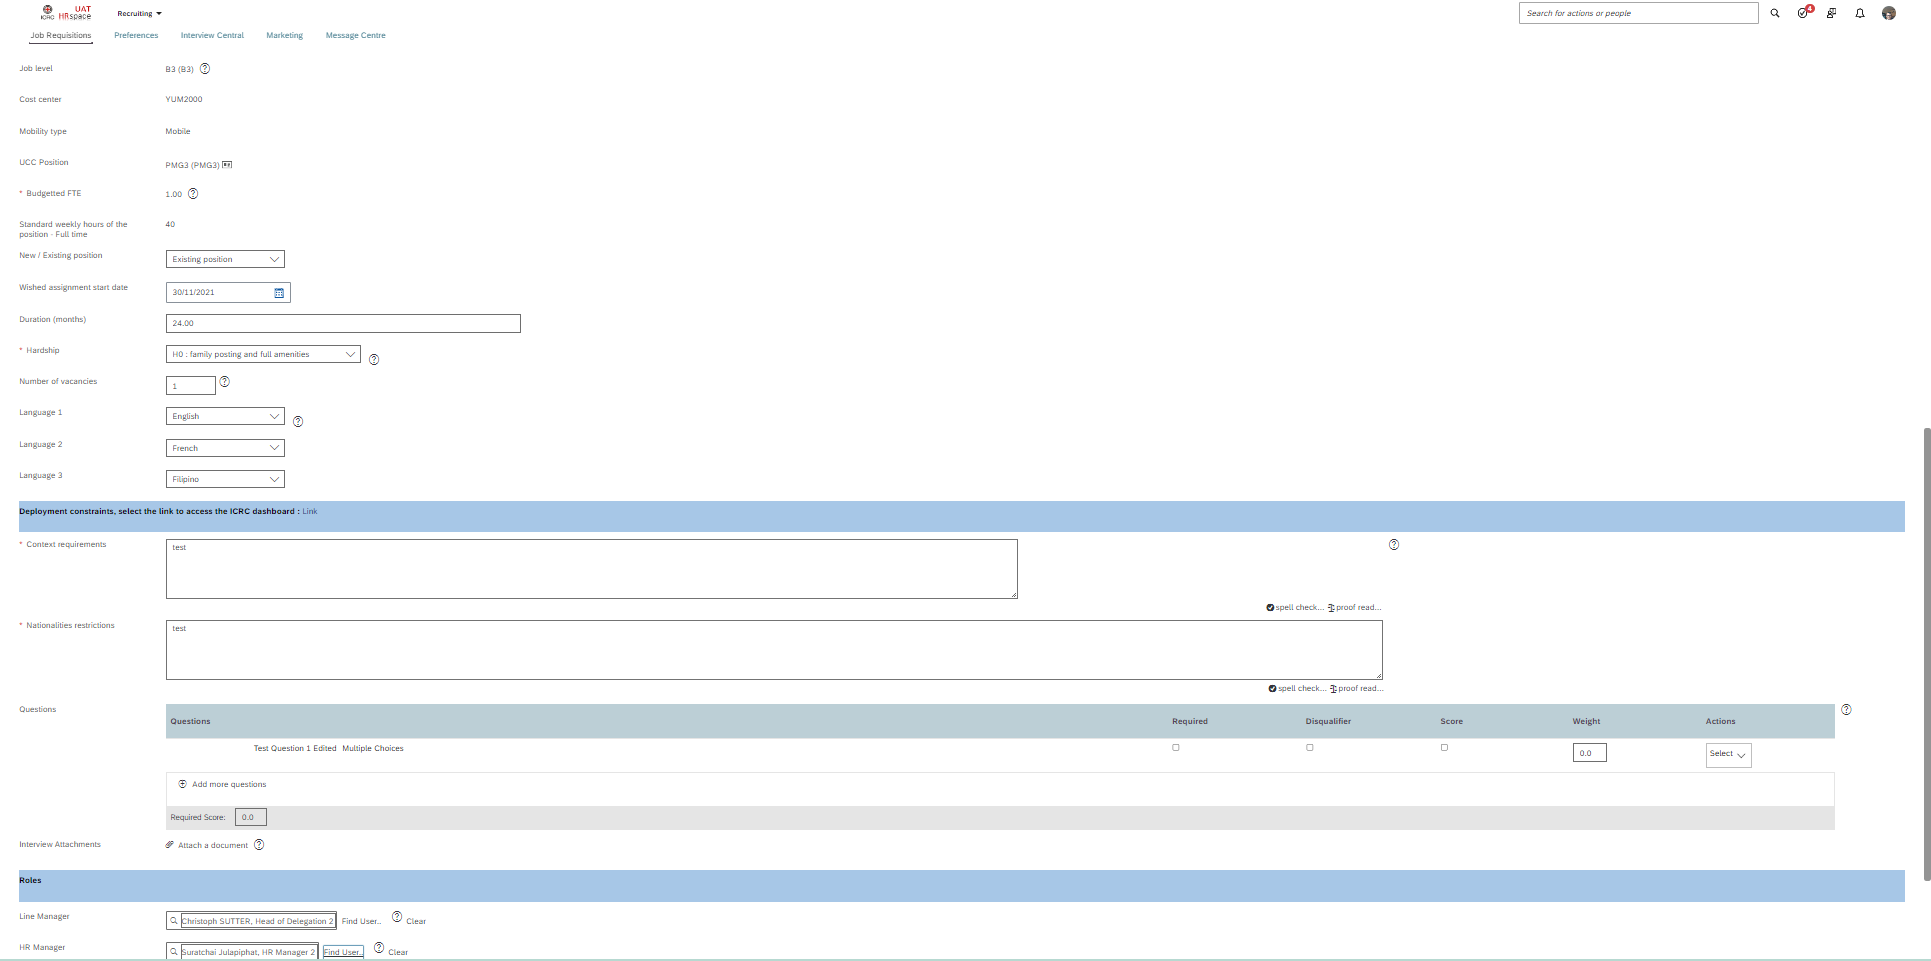 ICRC UAT HRspace Recruiting Search for actions or people 4
Job Requisitions Preferences Interview Central Marketing Message Centre
Job level B3 (B3) ?
Cost center YUM2000
Mobility type Mobile
UCC Position PMG3 (PMG3)
* Budgetted FTE 1.00 ?
Standard weekly hours of the position - Full time 40
New / Existing position Existing position
Wished assignment start date 30/11/2021
Duration (months) 24.00
* Hardship H0 : family posting and full amenities ?
Number of vacancies 1 ?
Language 1 English ?
Language 2 French
Language 3 Filipino
Deployment constraints, select the link to access the ICRC dashboard : Link
* Context requirements test ?
spell check... proof read...
* Nationalities restrictions test
spell check... proof read...
Questions ?
Questions Required Disqualifier Score Weight Actions
Test Question 1 Edited Multiple Choices 0.0 Select
Add more questions
Required Score: 0.0
Interview Attachments Attach a document ?
Roles
Line Manager Christoph SUTTER, Head of Delegation 2 Find User.. ? Clear
HR Manager Suratchai Julapiphat, HR Manager 2 Find User.. ? Clear